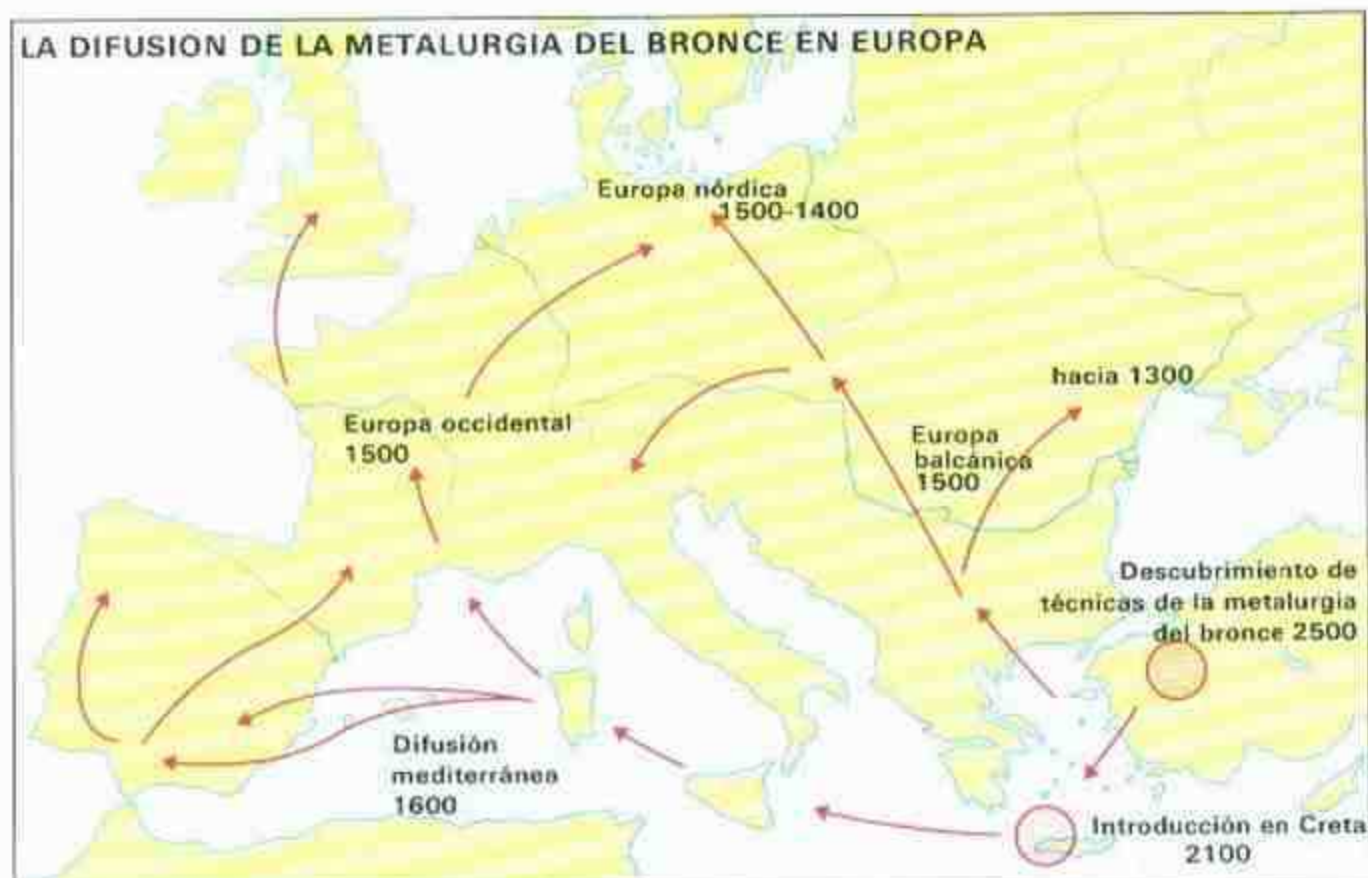 LA DIFUSION DE LA METALURGIA DEL BRONCE EN EUROPA
Europa nórdica
1500-1400
hacia 1300
Europa occidental
1500
Europa
balcánica
1500
Descubrimiento de
técnicas de la metalurgia
del bronce 2500
Difusión
mediterránea
1600
Introducción en Creta
2100